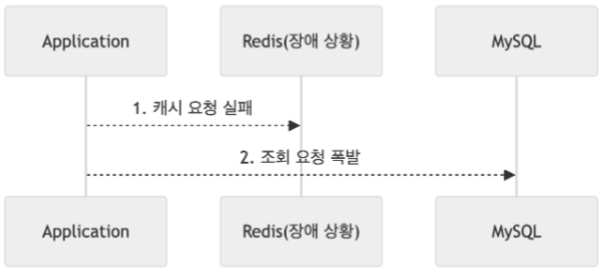 Application
Redis(장애 상황)
MySQL
1. 캐시 요청 실패
2. 조회 요청 폭발
Application
Redis(장애 상황)
MySQL